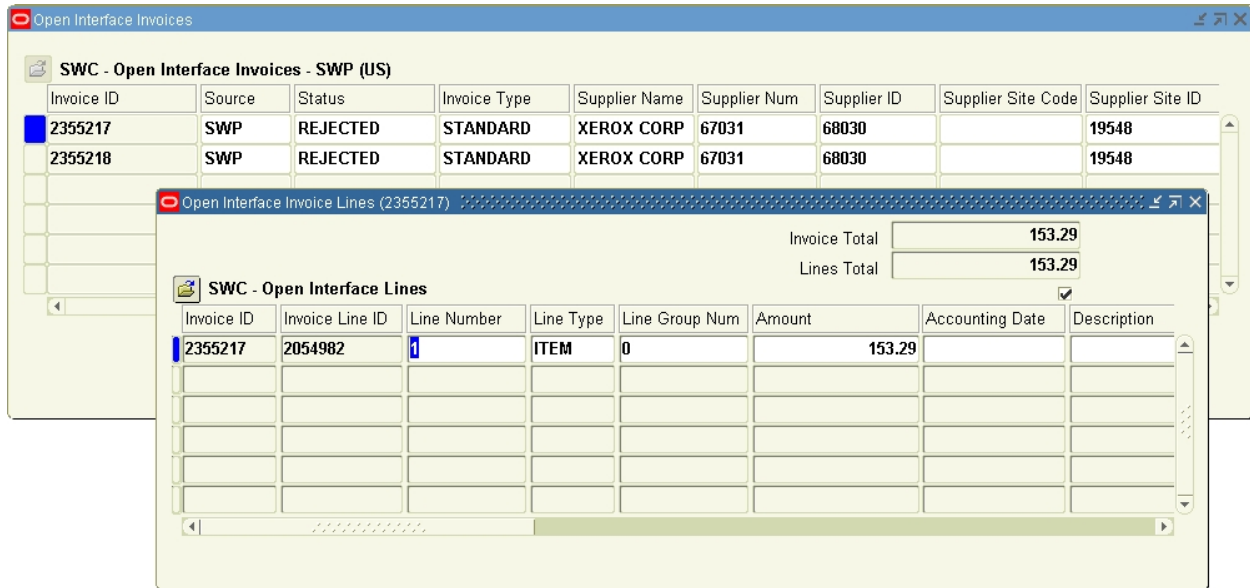 Open Interface Invoices
SWC - Open Interface Invoices - SWP (US)
Invoice ID Source Status Invoice Type Supplier Name Supplier Num Supplier ID Supplier Site Code Supplier Site ID
2355217 SWP REJECTED STANDARD XEROX CORP 67031 68030 19548
2355218 SWP REJECTED STANDARD XEROX CORP 67031 68030 19548
Open Interface Invoice Lines (2355217)
Invoice Total 153.29
Lines Total 153.29
SWC - Open Interface Lines
Invoice ID Invoice Line ID Line Number Line Type Line Group Num Amount Accounting Date Description
2355217 2054982 1 ITEM 0 153.29